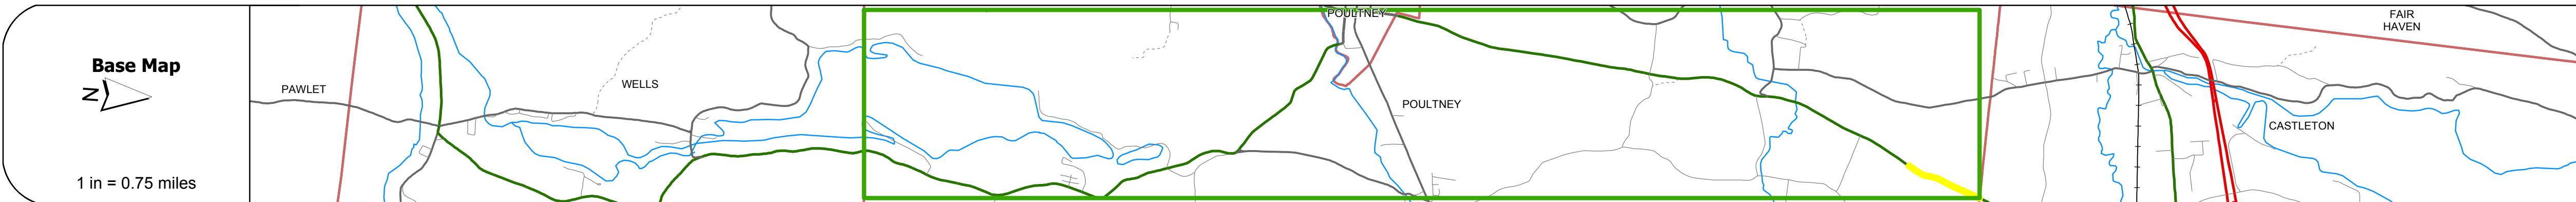 Base Map
N
1 in = 0.75 miles
PAWLET
WELLS
POULTNEY
POULTNEY
FAIR
HAVEN
CASTLETON